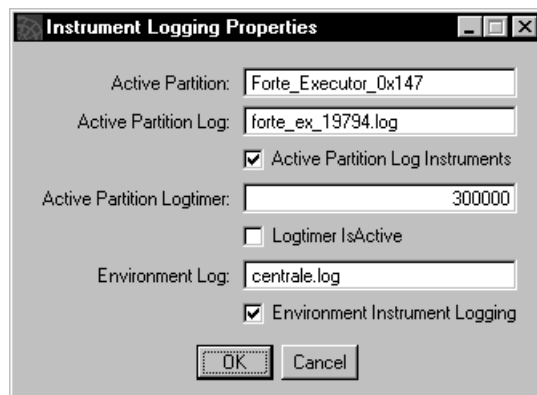 Instrument Logging Properties
Active Partition: Forte_Executor_0x147
Active Partition Log: forte_ex_19794.log
Active Partition Log Instruments
Active Partition Logtimer: 300000
Logtimer IsActive
Environment Log: centrale.log
Environment Instrument Logging
OK Cancel